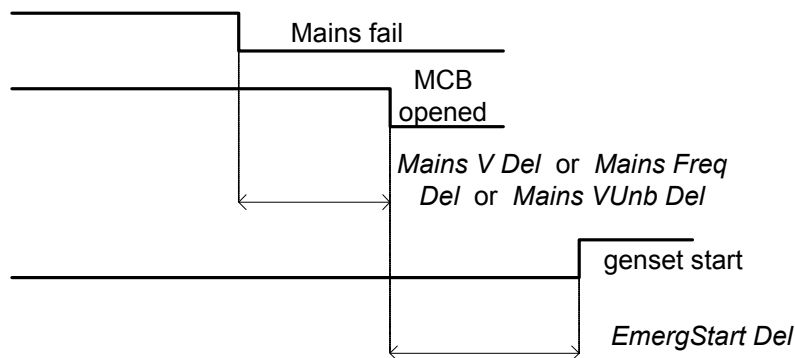 Mains fail
MCB
opened
Mains V Del or Mains Freq
Del or Mains VUnb Del
genset start
EmergStart Del